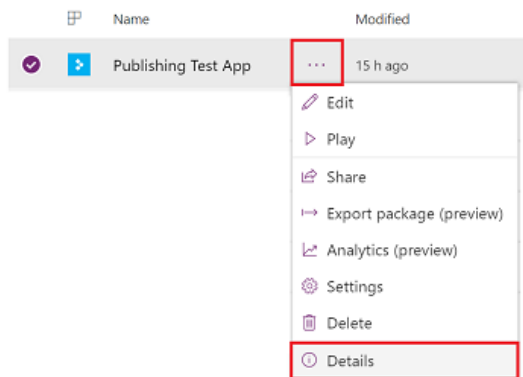 Name Modified
Publishing Test App ... 15 h ago
Edit
Play
Share
Export package (preview)
Analytics (preview)
Settings
Delete
Details